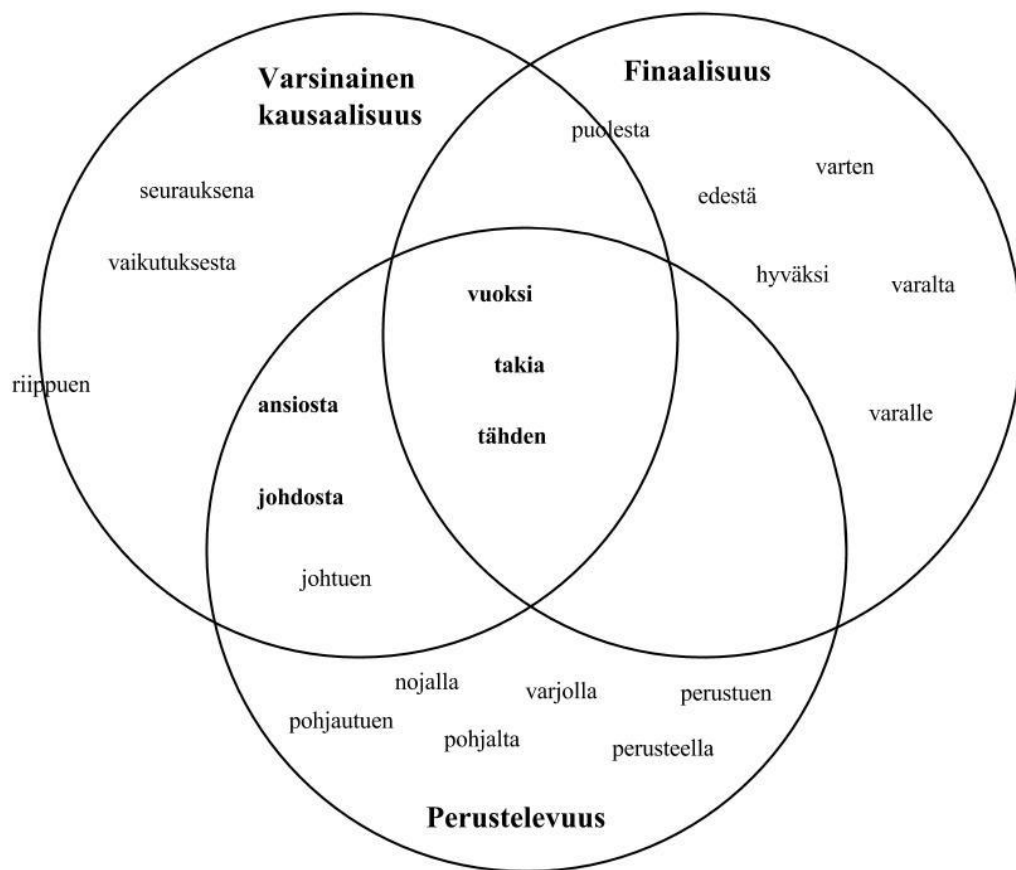 Varsinainen
kausaalisuus
Finaalisuus
puolesta
varten
seurauksena
edestä
vaikutuksesta
hyväksi
varalta
vuoksi
takia
riippuen
ansiosta
varalle
tähden
johdosta
johtuen
nojalla
varjolla
perustuen
pohjautuen
pohjalta
perusteella
Perustelevuus